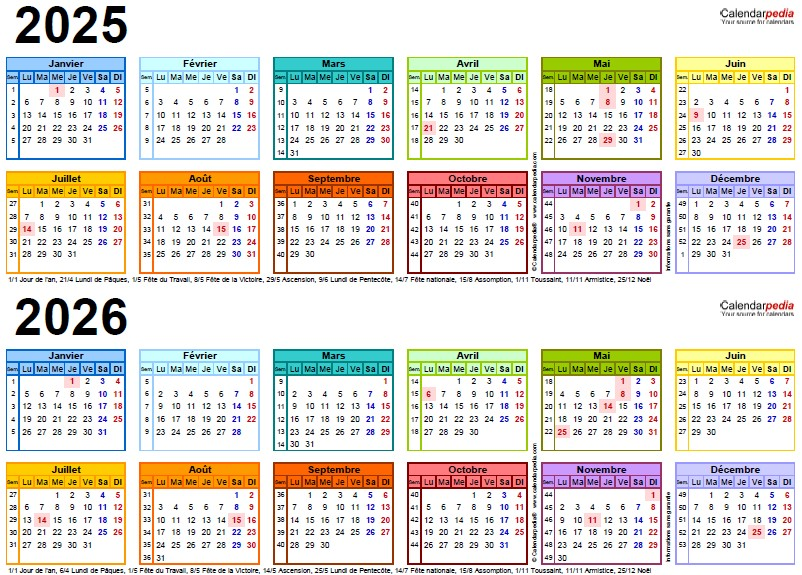 2025
Calendarpedia
Your source for calendars
Janvier
Sem Lu Ma Me Je Ve Sa DI
1 1 2 3 4 5
2 6 7 8 9 10 11 12
3 13 14 15 16 17 18 19
4 20 21 22 23 24 25 26
5 27 28 29 30 31
Février
Sem Lu Ma Me Je Ve Sa DI
5 1 2
6 3 4 5 6 7 8 9
7 10 11 12 13 14 15 16
8 17 18 19 20 21 22 23
9 24 25 26 27 28
Mars
Sem Lu Ma Me Je Ve Sa DI
9 1 2
10 3 4 5 6 7 8 9
11 10 11 12 13 14 15 16
12 17 18 19 20 21 22 23
13 24 25 26 27 28 29 30
14 31
Avril
Sem Lu Ma Me Je Ve Sa DI
14 1 2 3 4 5 6
15 7 8 9 10 11 12 13
16 14 15 16 17 18 19 20
17 21 22 23 24 25 26 27
18 28 29 30
Mai
Sem Lu Ma Me Je Ve Sa DI
18 1 2 3 4
19 5 6 7 8 9 10 11
20 12 13 14 15 16 17 18
21 19 20 21 22 23 24 25
22 26 27 28 29 30 31
Juin
Sem Lu Ma Me Je Ve Sa DI
22 1
23 2 3 4 5 6 7 8
24 9 10 11 12 13 14 15
25 16 17 18 19 20 21 22
26 23 24 25 26 27 28 29
27 30
Juillet
Sem Lu Ma Me Je Ve Sa DI
27 1 2 3 4 5 6
28 7 8 9 10 11 12 13
29 14 15 16 17 18 19 20
30 21 22 23 24 25 26 27
31 28 29 30 31
Août
Sem Lu Ma Me Je Ve Sa DI
31 1 2 3
32 4 5 6 7 8 9 10
33 11 12 13 14 15 16 17
34 18 19 20 21 22 23 24
35 25 26 27 28 29 30 31
Septembre
Sem Lu Ma Me Je Ve Sa DI
36 1 2 3 4 5 6 7
37 8 9 10 11 12 13 14
38 15 16 17 18 19 20 21
39 22 23 24 25 26 27 28
40 29 30
Octobre
Sem Lu Ma Me Je Ve Sa DI
40 1 2 3 4 5
41 6 7 8 9 10 11 12
42 13 14 15 16 17 18 19
43 20 21 22 23 24 25 26
44 27 28 29 30 31
© Calendarpedia® www.calendarpedia.com
Novembre
Sem Lu Ma Me Je Ve Sa DI
44 1 2
45 3 4 5 6 7 8 9
46 10 11 12 13 14 15 16
47 17 18 19 20 21 22 23
48 24 25 26 27 28 29 30
Informations sans garantie
Décembre
Sem Lu Ma Me Je Ve Sa DI
49 1 2 3 4 5 6 7
50 8 9 10 11 12 13 14
51 15 16 17 18 19 20 21
52 22 23 24 25 26 27 28
1 29 30 31
1/1 Jour de l'an, 21/4 Lundi de Pâques, 1/5 Fête du Travail, 8/5 Fête de la Victoire, 29/5 Ascension, 9/6 Lundi de Pentecôte, 14/7 Fête nationale, 15/8 Assomption, 1/11 Toussaint, 11/11 Armistice, 25/12 Noël
2026
Calendarpedia
Your source for calendars
Janvier
Sem Lu Ma Me Je Ve Sa DI
1 1 2 3 4
2 5 6 7 8 9 10 11
3 12 13 14 15 16 17 18
4 19 20 21 22 23 24 25
5 26 27 28 29 30 31
Février
Sem Lu Ma Me Je Ve Sa DI
5 1
6 2 3 4 5 6 7 8
7 9 10 11 12 13 14 15
8 16 17 18 19 20 21 22
9 23 24 25 26 27 28
Mars
Sem Lu Ma Me Je Ve Sa DI
9 1
10 2 3 4 5 6 7 8
11 9 10 11 12 13 14 15
12 16 17 18 19 20 21 22
13 23 24 25 26 27 28 29
14 30 31
Avril
Sem Lu Ma Me Je Ve Sa DI
14 1 2 3 4 5
15 6 7 8 9 10 11 12
16 13 14 15 16 17 18 19
17 20 21 22 23 24 25 26
18 27 28 29 30
Mai
Sem Lu Ma Me Je Ve Sa DI
18 1 2 3
19 4 5 6 7 8 9 10
20 11 12 13 14 15 16 17
21 18 19 20 21 22 23 24
22 25 26 27 28 29 30 31
Juin
Sem Lu Ma Me Je Ve Sa DI
23 1 2 3 4 5 6 7
24 8 9 10 11 12 13 14
25 15 16 17 18 19 20 21
26 22 23 24 25 26 27 28
27 29 30
Juillet
Sem Lu Ma Me Je Ve Sa DI
27 1 2 3 4 5
28 6 7 8 9 10 11 12
29 13 14 15 16 17 18 19
30 20 21 22 23 24 25 26
31 27 28 29 30 31
Août
Sem Lu Ma Me Je Ve Sa DI
31 1 2
32 3 4 5 6 7 8 9
33 10 11 12 13 14 15 16
34 17 18 19 20 21 22 23
35 24 25 26 27 28 29 30
36 31
Septembre
Sem Lu Ma Me Je Ve Sa DI
36 1 2 3 4 5 6
37 7 8 9 10 11 12 13
38 14 15 16 17 18 19 20
39 21 22 23 24 25 26 27
40 28 29 30
Octobre
Sem Lu Ma Me Je Ve Sa DI
40 1 2 3 4
41 5 6 7 8 9 10 11
42 12 13 14 15 16 17 18
43 19 20 21 22 23 24 25
44 26 27 28 29 30 31
© Calendarpedia® www.calendarpedia.com
Novembre
Sem Lu Ma Me Je Ve Sa DI
44 1
45 2 3 4 5 6 7 8
46 9 10 11 12 13 14 15
47 16 17 18 19 20 21 22
48 23 24 25 26 27 28 29
49 30
Informations sans garantie
Décembre
Sem Lu Ma Me Je Ve Sa DI
49 1 2 3 4 5 6
50 7 8 9 10 11 12 13
51 14 15 16 17 18 19 20
52 21 22 23 24 25 26 27
53 28 29 30 31
1/1 Jour de l'an, 6/4 Lundi de Pâques, 1/5 Fête du Travail, 8/5 Fête de la Victoire, 14/5 Ascension, 25/5 Lundi de Pentecôte, 14/7 Fête nationale, 15/8 Assomption, 1/11 Toussaint, 11/11 Armistice, 25/12 Noël